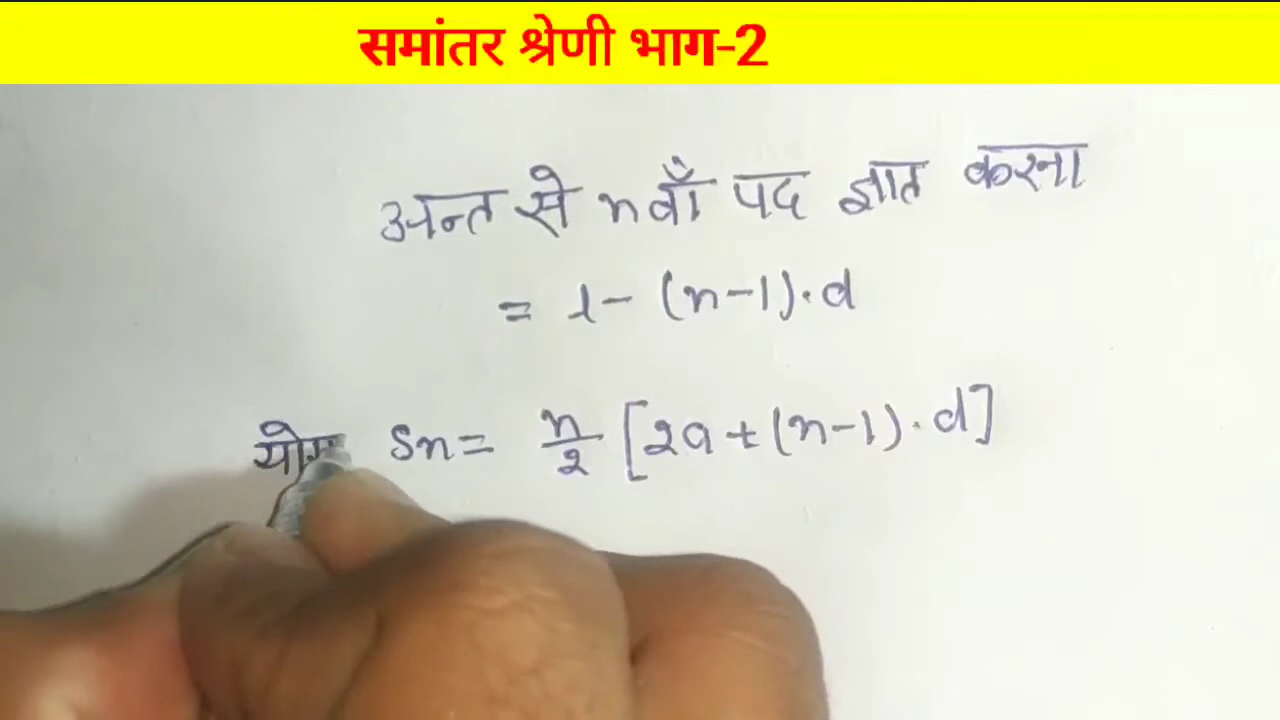 समांतर श्रेणी भाग-2
अन्त से nवाँ पद ज्ञात करना
= l - (n-1).d
योग Sn = n/2 [2a + (n-1).d]